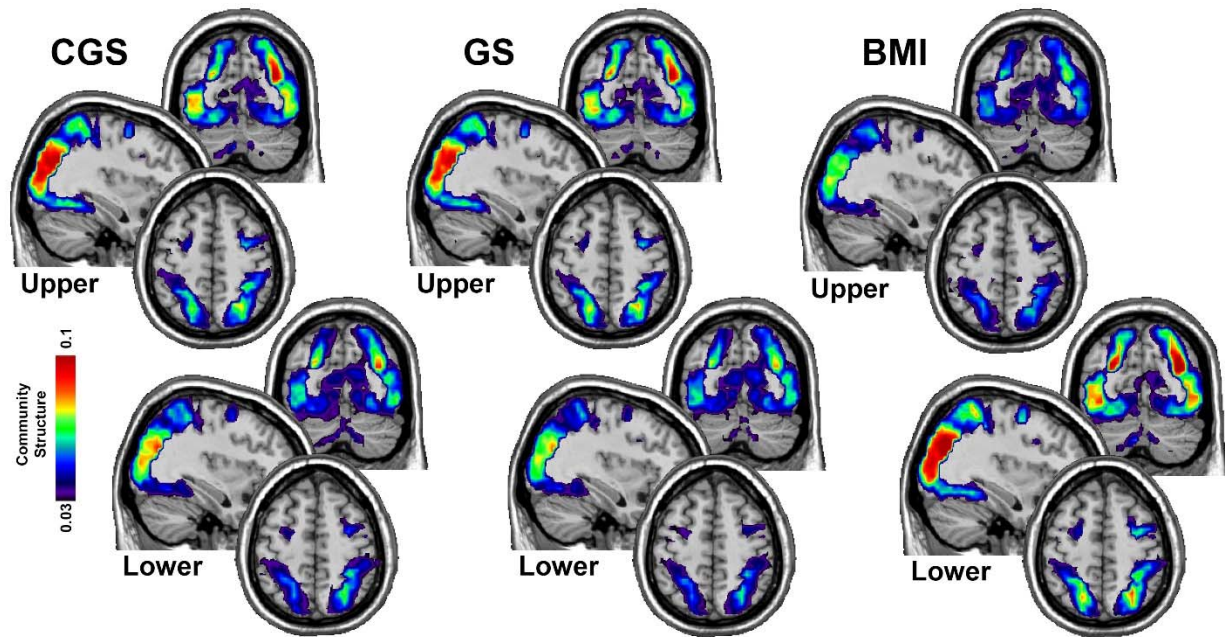 CGS
GS
BMI
Upper
Upper
Upper
0.1
Community
Structure
0.03
Lower
Lower
Lower